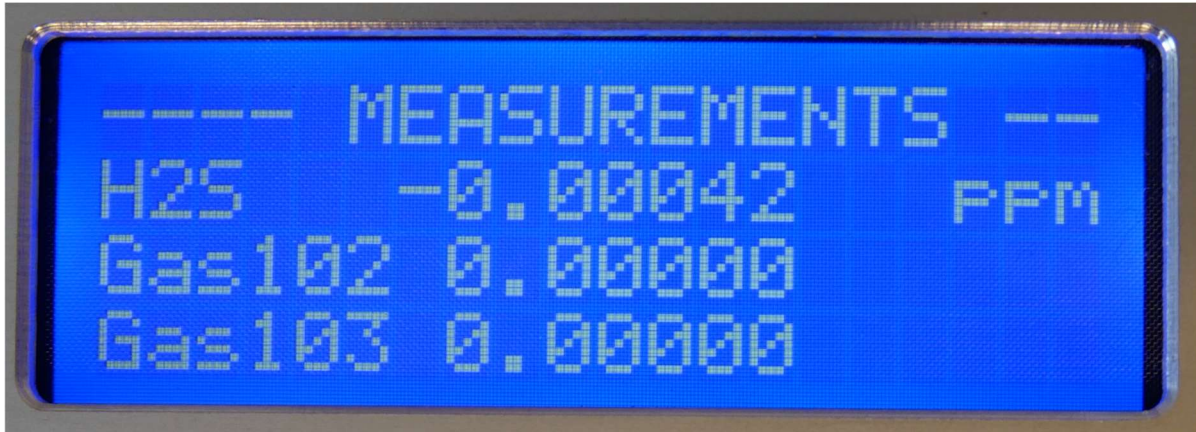 ---- MEASUREMENTS --
H2S -0.00042 PPM
Gas102 0.00000
Gas103 0.00000